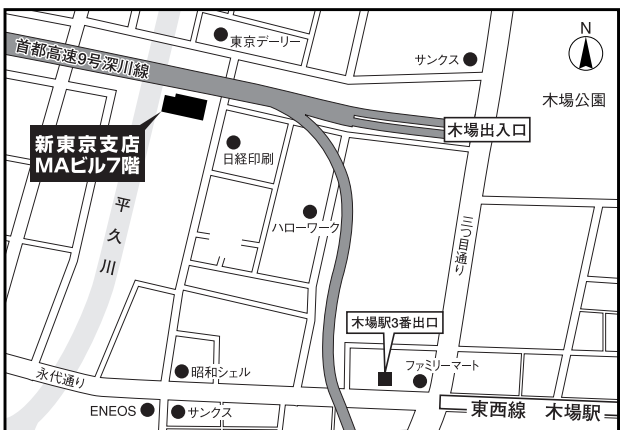 首都高速9号深川線
東京デーリー
サンクス
N
木場公園
新東京支店
MAビル7階
日経印刷
木場出入口
平久川
ハローワーク
三つ目通り
木場駅3番出口
昭和シェル
ファミリーマート
永代通り
ENEOS
サンクス
東西線 木場駅